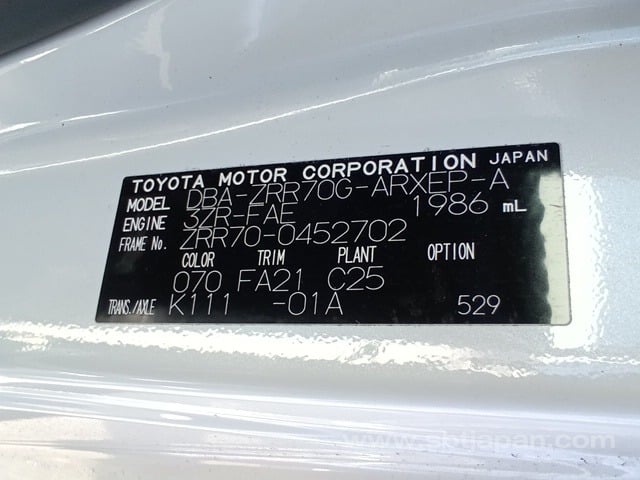 TOYOTA MOTOR CORPORATION JAPAN
MODEL DBA-ZRR70G-ARXEP-A
ENGINE 3ZR-FAE 1986 mL
FRAME No. ZRR70-0452702
COLOR TRIM PLANT OPTION
070 FA21 C25
TRANS./AXLE K111 -01A 529
www.sbtjapan.com